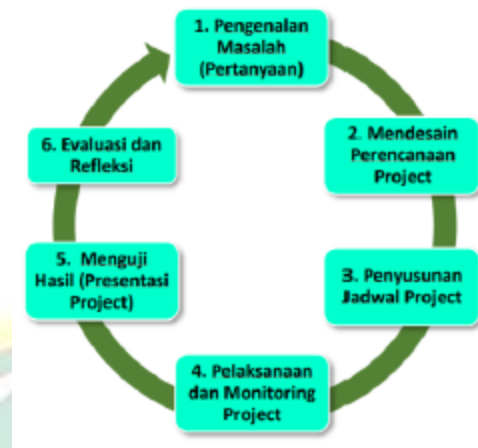 1. Pengenalan
Masalah
(Pertanyaan)
2. Mendesain
Perencanaan
Project
3. Penyusunan
Jadwal Project
4. Pelaksanaan
dan Monitoring
Project
5. Menguji
Hasil (Presentasi
Project)
6. Evaluasi dan
Refleksi